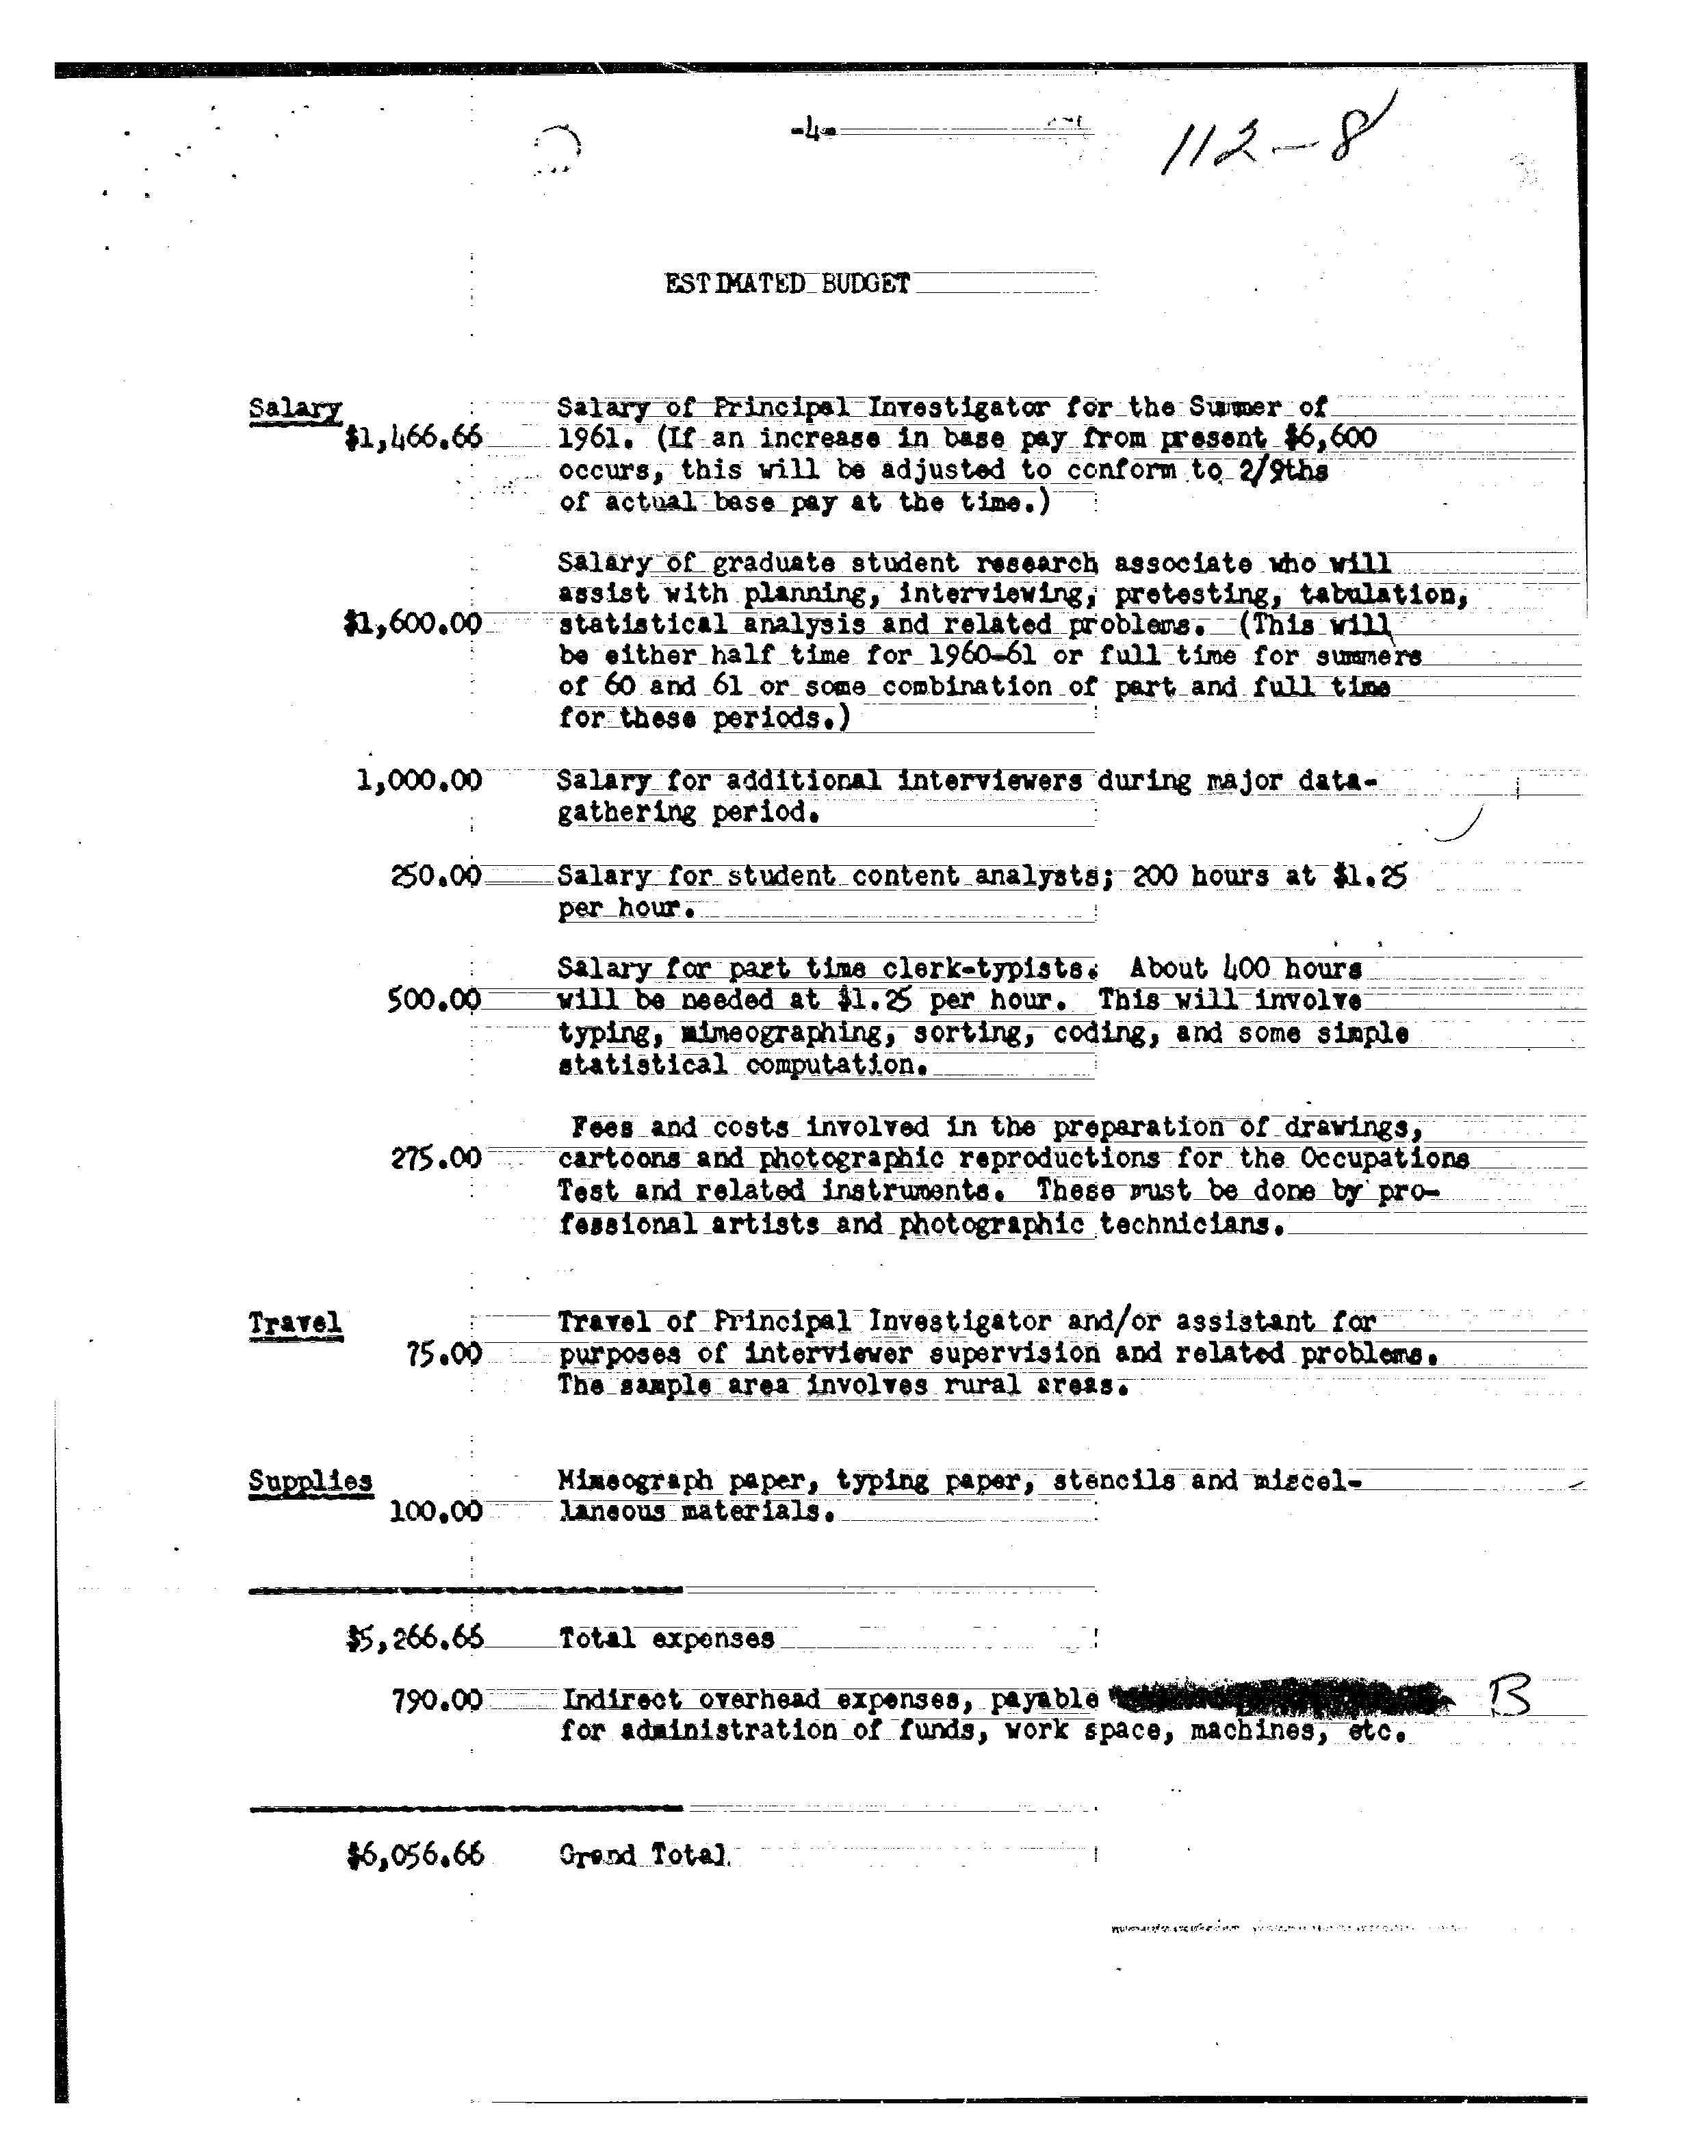 -4-
112-8
ESTIMATED BUDGET
Salary Salary of Principal Investigator for the Summer of
$1,466.66 1961. (If an increase in base pay from present $6,600
occurs, this will be adjusted to conform to 2/9ths
of actual base pay at the time.)
Salary of graduate student research associate who will
assist with planning, interviewing, pretesting, tabulation,
$1,600.00 statistical analysis and related problems. (This will
be either half time for 1960-61 or full time for summers
of 60 and 61 or some combination of part and full time
for these periods.)
1,000.00 Salary for additional interviewers during major data-
gathering period.
250.00 Salary for student content analysts; 200 hours at $1.25
per hour.
Salary for part time clerk-typists. About 400 hours
500.00 will be needed at $1.25 per hour. This will involve
typing, mimeographing, sorting, coding, and some simple
statistical computation.
Fees and costs involved in the preparation of drawings,
275.00 cartoons and photographic reproductions for the Occupations
Test and related instruments. These must be done by pro-
fessional artists and photographic technicians.
Travel Travel of Principal Investigator and/or assistant for
75.00 purposes of interviewer supervision and related problems.
The sample area involves rural areas.
Supplies Mimeograph paper, typing paper, stencils and miscel-
100.00 laneous materials.
$5,266.66 Total expenses
790.00 Indirect overhead expenses, payable B
for administration of funds, work space, machines, etc.
$6,056.66 Grand Total